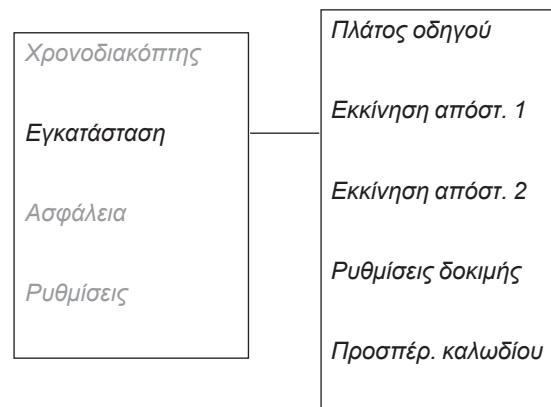 Χρονοδιακόπτης
Εγκατάσταση
Ασφάλεια
Ρυθμίσεις
Πλάτος οδηγού
Εκκίνηση απόστ. 1
Εκκίνηση απόστ. 2
Ρυθμίσεις δοκιμής
Προσπέρ. καλωδίου